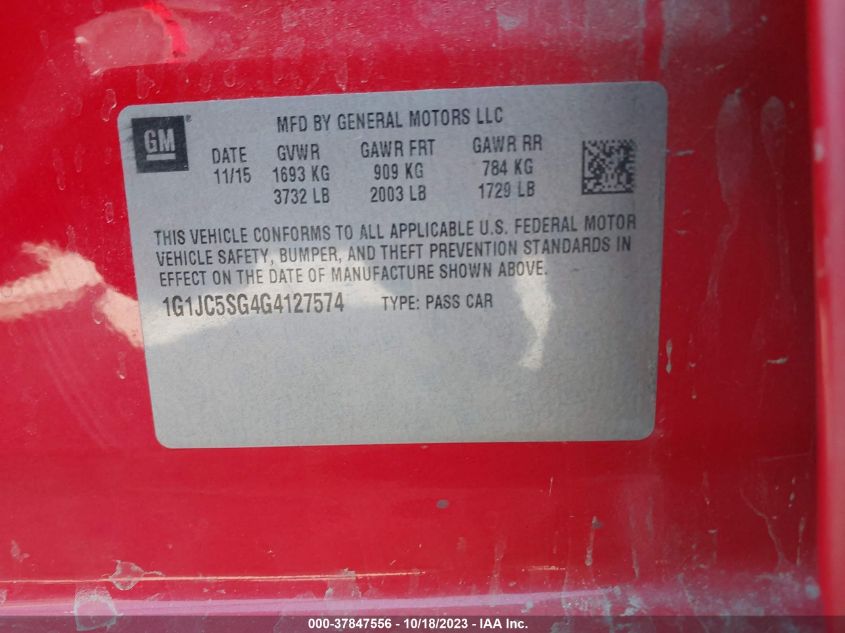 GM ®
MFD BY GENERAL MOTORS LLC
DATE GVWR GAWR FRT GAWR RR
11/15 1693 KG 909 KG 784 KG
3732 LB 2003 LB 1729 LB
THIS VEHICLE CONFORMS TO ALL APPLICABLE U.S. FEDERAL MOTOR
VEHICLE SAFETY, BUMPER, AND THEFT PREVENTION STANDARDS IN
EFFECT ON THE DATE OF MANUFACTURE SHOWN ABOVE.
1G1JC5SG4G4127574 TYPE: PASS CAR
000-37847556 - 10/18/2023 - IAA Inc.